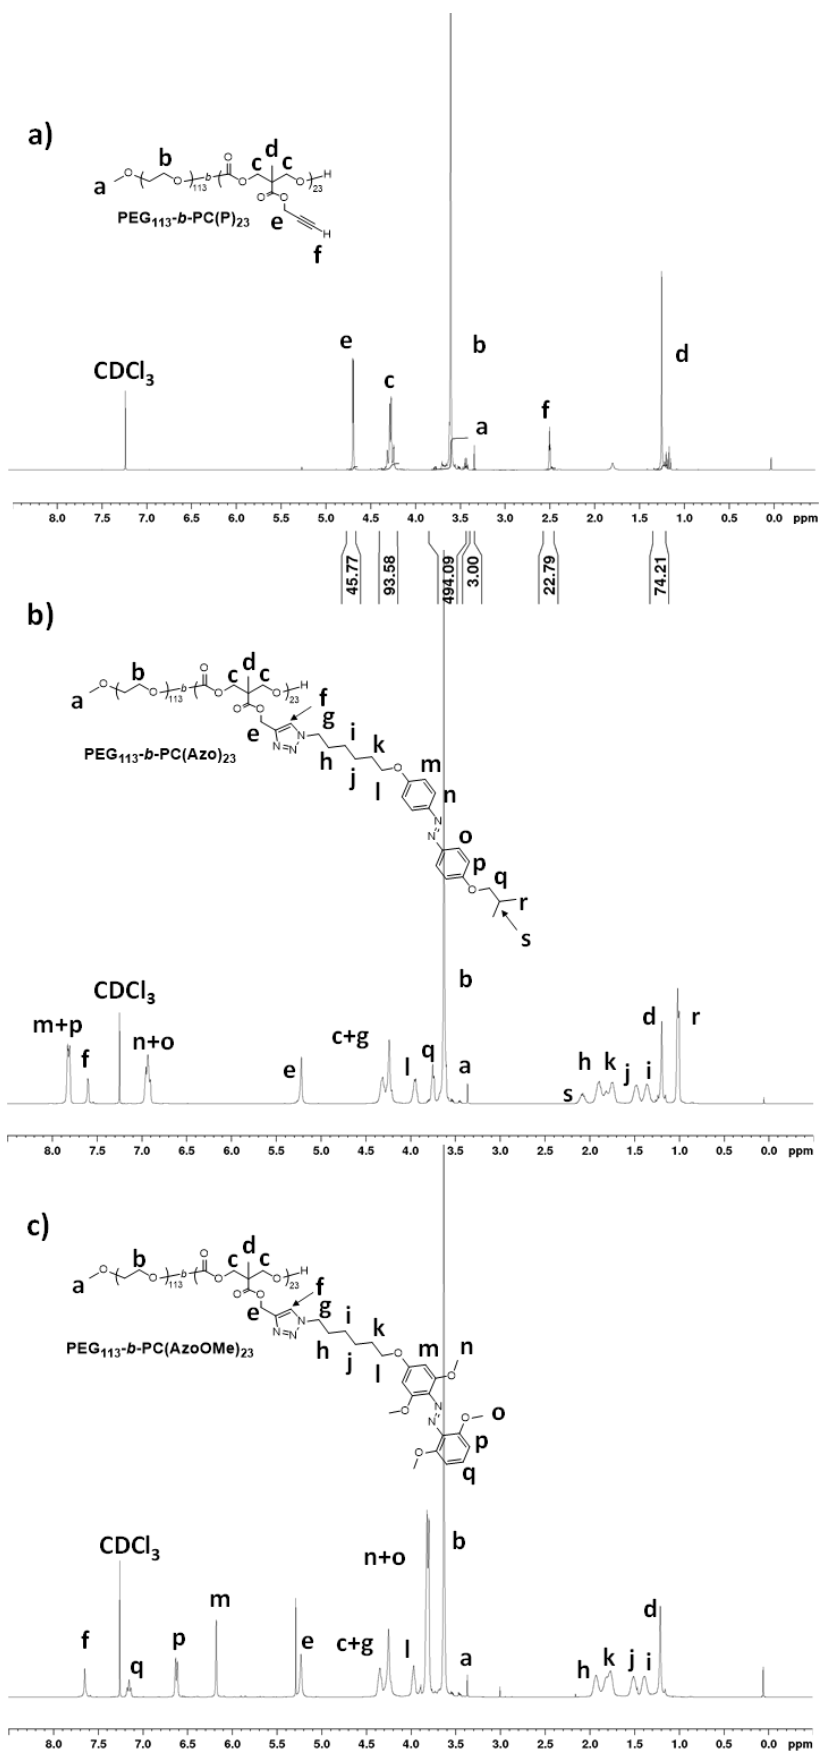 a)
b
d
c
c
O
O
O
O
O
H
113
b
23
a
O
O
PEG113-b-PC(P)23
e
H
f
e
b
d
CDCl3
c
f
a
8.0 7.5 7.0 6.5 6.0 5.5 5.0 4.5 4.0 3.5 3.0 2.5 2.0 1.5 1.0 0.5 0.0 ppm
45.77
93.58
494.09
3.00
22.79
74.21
b)
b
c
d
c
O
O
O
O
O
H
113
b
23
a
f
O
O
g
e
N
N=N
i
k
PEG113-b-PC(Azo)23
h
j
O
m
l
n
N
N
o
p
q
O
r
s
b
CDCl3
m+p
n+o
c+g
d
r
f
e
l
q
a
h
k
j
i
s
8.0 7.5 7.0 6.5 6.0 5.5 5.0 4.5 4.0 3.5 3.0 2.5 2.0 1.5 1.0 0.5 0.0 ppm
c)
b
c
d
c
O
O
O
O
O
H
113
b
23
a
f
O
O
g
e
N
N=N
i
k
PEG113-b-PC(AzoOMe)23
h
j
O
m
n
l
O
O
N
N
O
o
p
O
q
CDCl3
n+o
b
m
d
f
q
p
e
c+g
l
a
h
k
j
i
8.0 7.5 7.0 6.5 6.0 5.5 5.0 4.5 4.0 3.5 3.0 2.5 2.0 1.5 1.0 0.5 0.0 ppm